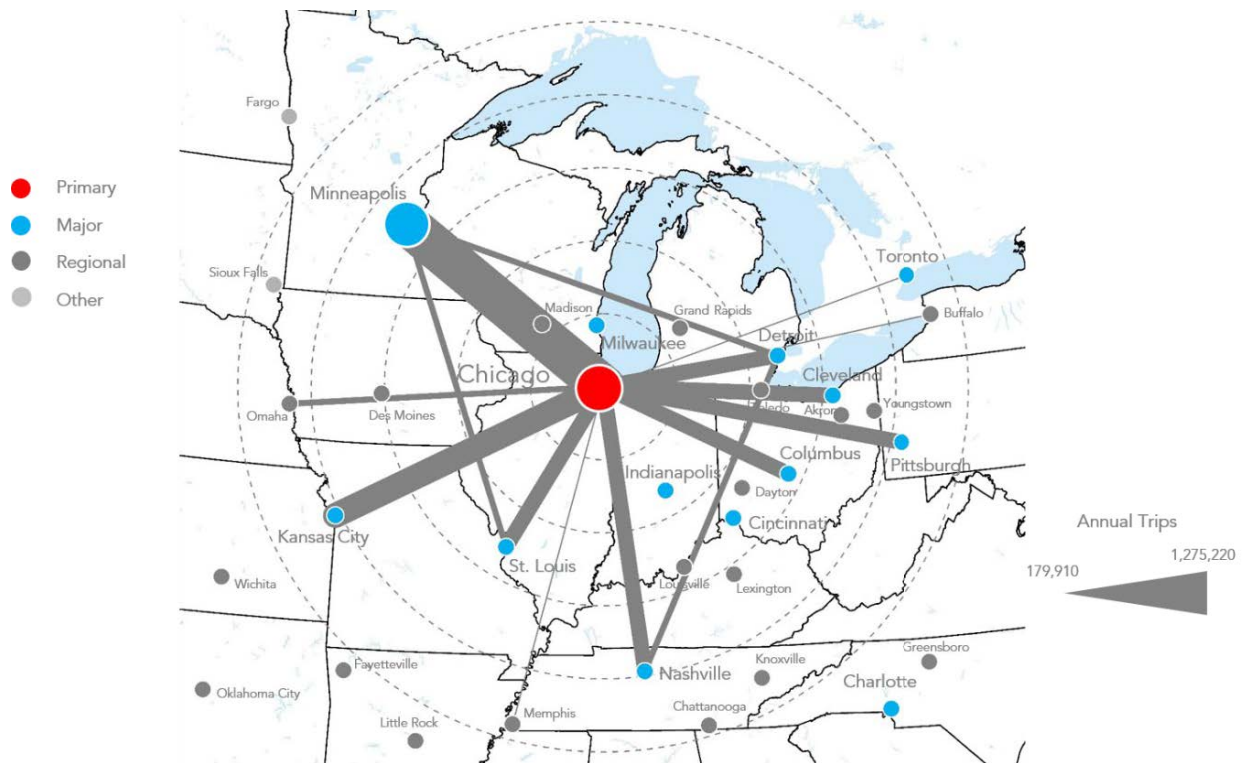 Fargo
Minneapolis
Primary
Major
Regional
Other
Sioux Falls
Toronto
Madison
Grand Rapids
Buffalo
Milwaukee
Detroit
Chicago
Cleveland
Omaha
Des Moines
Toledo
Akron
Youngstown
Columbus
Pittsburgh
Indianapolis
Dayton
Kansas City
Cincinnati
Annual Trips
1,275,220
179,910
St. Louis
Wichita
Louisville
Lexington
Greensboro
Fayetteville
Nashville
Knoxville
Charlotte
Oklahoma City
Little Rock
Memphis
Chattanooga